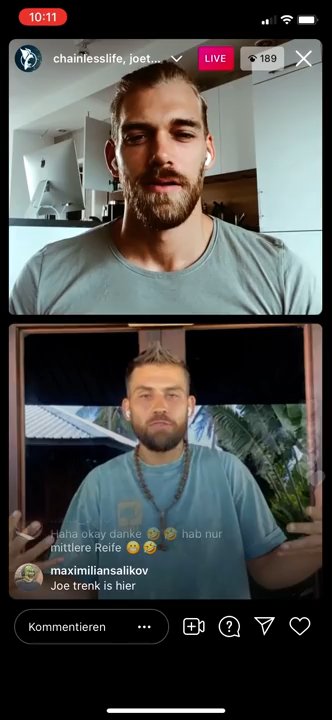 10:11
chainlesslife, joet...
LIVE
189
Haha okay danke 🤣🤣 hab nur
mittlere Reife 😬🤣
maximiliansalikov
Joe trenk is hier
Kommentieren